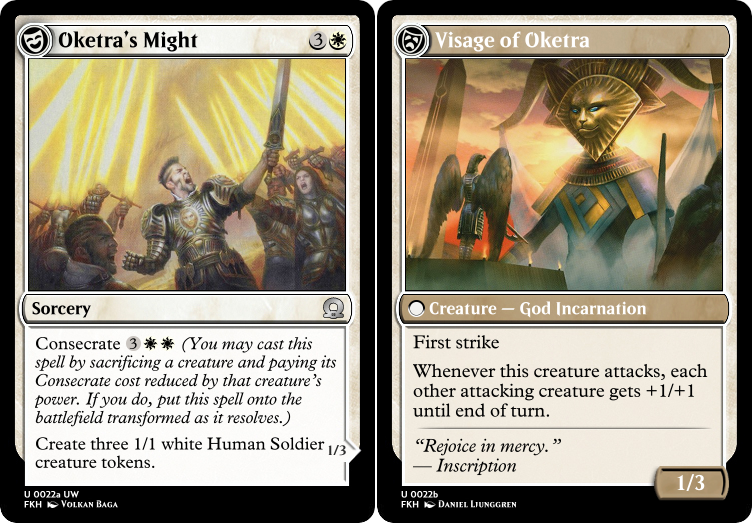 Oketra's Might
3
Sorcery
Consecrate 3 (You may cast this
spell by sacrificing a creature and paying its
Consecrate cost reduced by that creature's
power. If you do, put this spell onto the
battlefield transformed as it resolves.)
Create three 1/1 white Human Soldier
creature tokens.
1/3
U 0022a UW
FKH Volkan Baga
Visage of Oketra
Creature — God Incarnation
First strike
Whenever this creature attacks, each
other attacking creature gets +1/+1
until end of turn.
“Rejoice in mercy.”
— Inscription
1/3
U 0022b
FKH Daniel Ljunggren